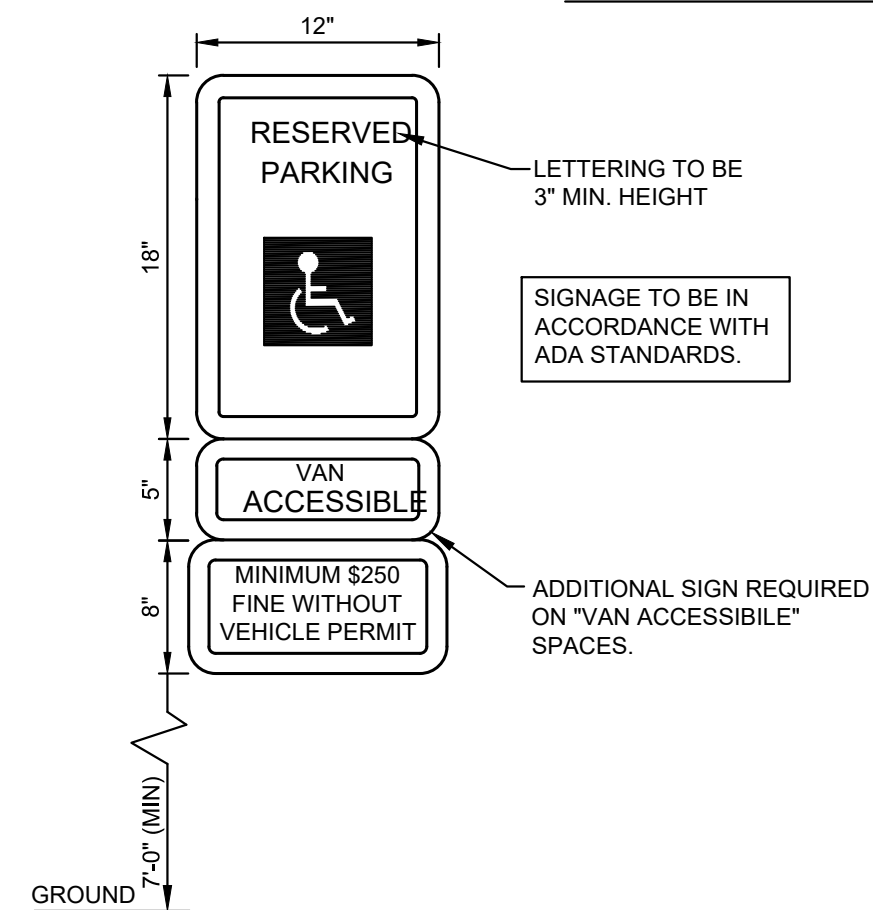 12"
RESERVED
PARKING
LETTERING TO BE
3" MIN. HEIGHT
18"
SIGNAGE TO BE IN
ACCORDANCE WITH
ADA STANDARDS.
VAN
ACCESSIBLE
5"
MINIMUM $250
FINE WITHOUT
VEHICLE PERMIT
8"
ADDITIONAL SIGN REQUIRED
ON "VAN ACCESSIBILE"
SPACES.
7'-0" (MIN)
GROUND